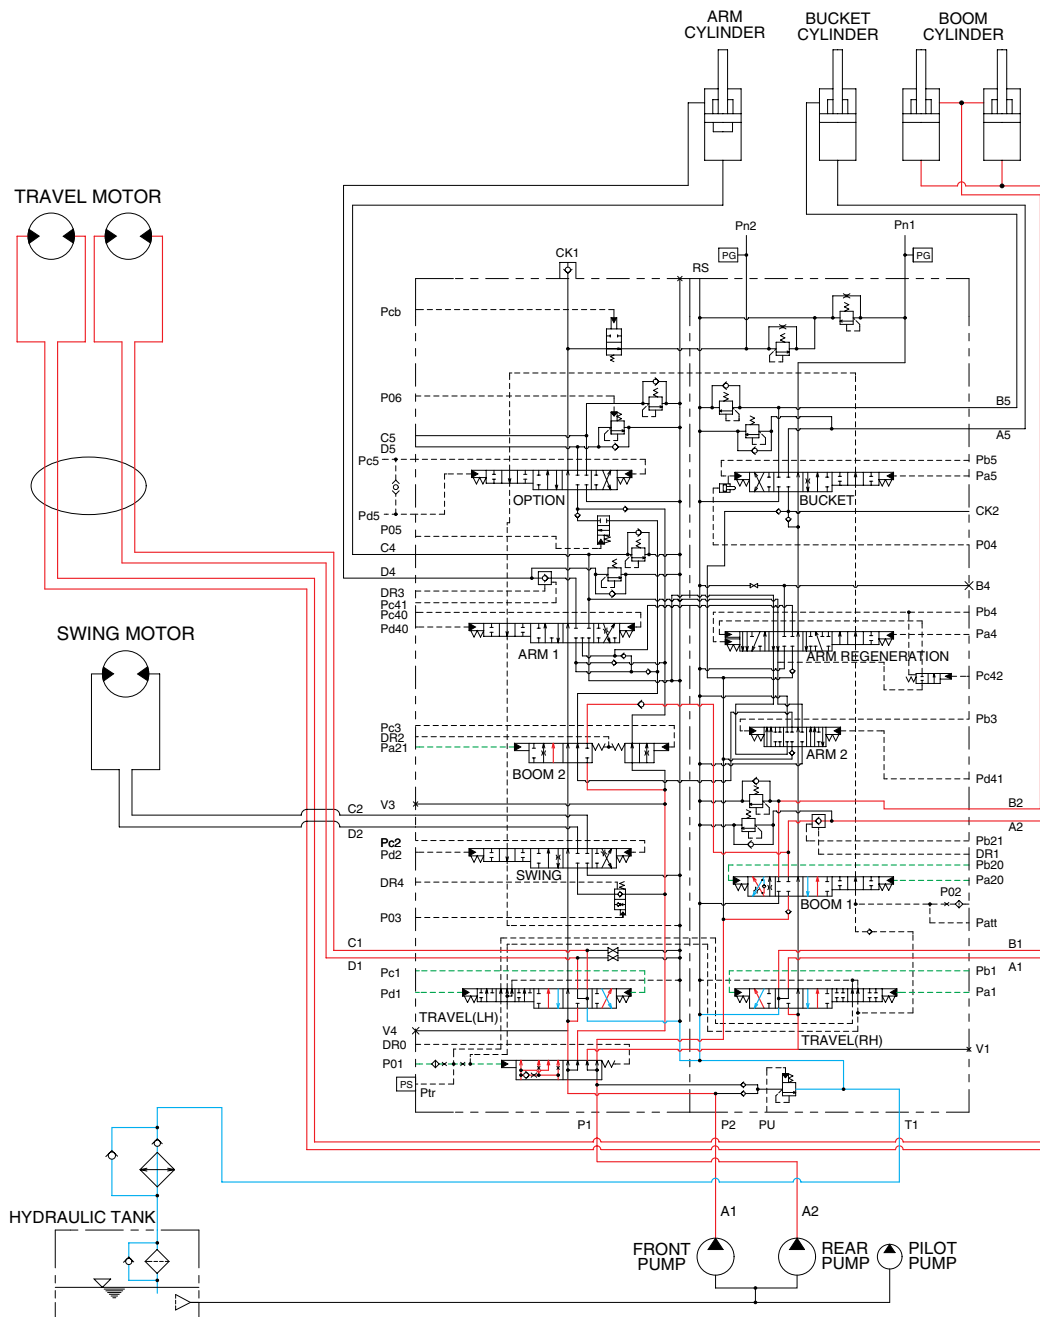 ARM
CYLINDER
BUCKET
CYLINDER
BOOM
CYLINDER
TRAVEL MOTOR
Pn2
Pn1
CK1
PG
PG
RS
Pcb
P06
C5
D5
B5
A5
Pc5
Pb5
Pa5
OPTION
BUCKET
Pd5
CK2
P05
P04
C4
D4
DR3
Pc41
Pc40
Pd40
B4
Pb4
Pa4
SWING MOTOR
ARM 1
ARM REGENERATION
Pc42
Pc3
DR2
Pa21
Pb3
BOOM 2
ARM 2
Pd41
C2
V3
D2
B2
A2
Pc2
Pd2
Pb21
DR1
Pb20
Pa20
SWING
BOOM 1
DR4
P03
P02
Patt
C1
D1
B1
A1
Pc1
Pd1
Pb1
Pa1
TRAVEL(LH)
V4
DR0
TRAVEL(RH)
V1
P01
PS
Ptr
P1
P2
PU
T1
A1
A2
HYDRAULIC TANK
FRONT
PUMP
REAR
PUMP
PILOT
PUMP